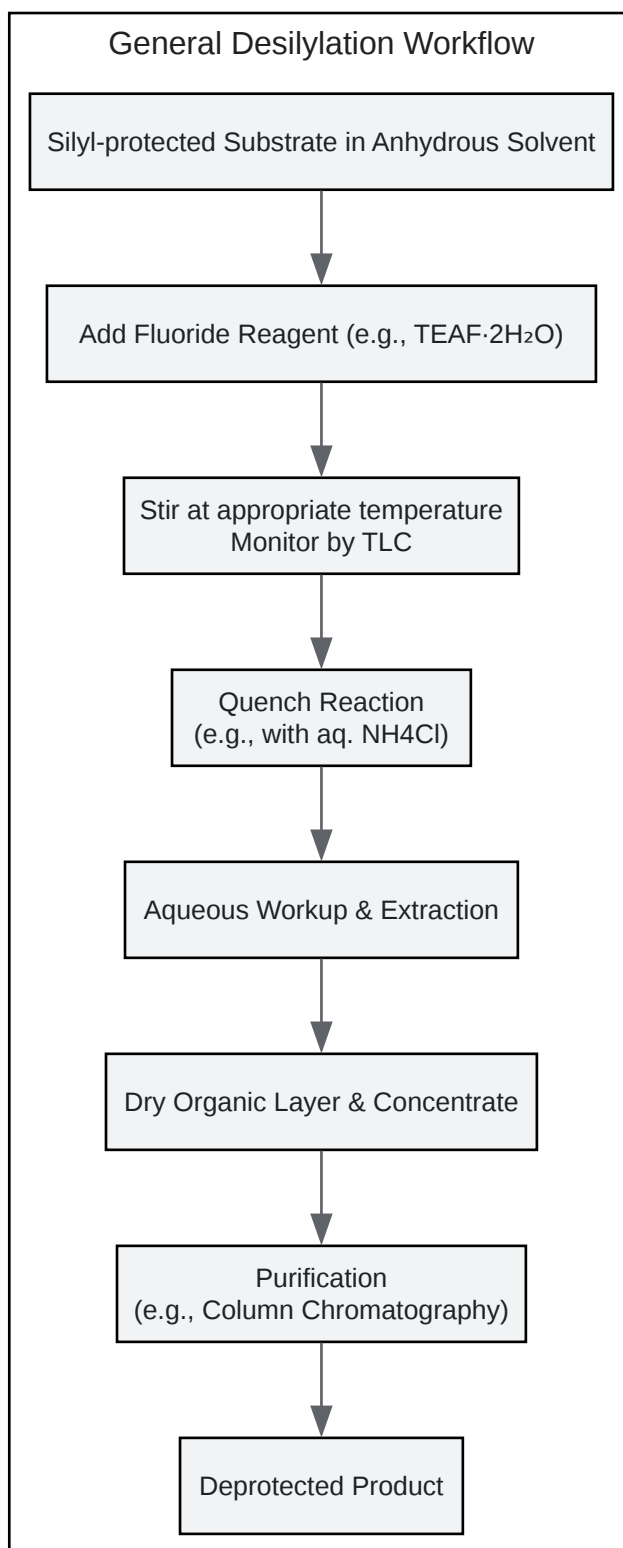 General Desilylation Workflow
Silyl-protected Substrate in Anhydrous Solvent
Add Fluoride Reagent (e.g., TEAF·2H₂O)
Stir at appropriate temperature
Monitor by TLC
Quench Reaction
(e.g., with aq. NH4Cl)
Aqueous Workup & Extraction
Dry Organic Layer & Concentrate
Purification
(e.g., Column Chromatography)
Deprotected Product